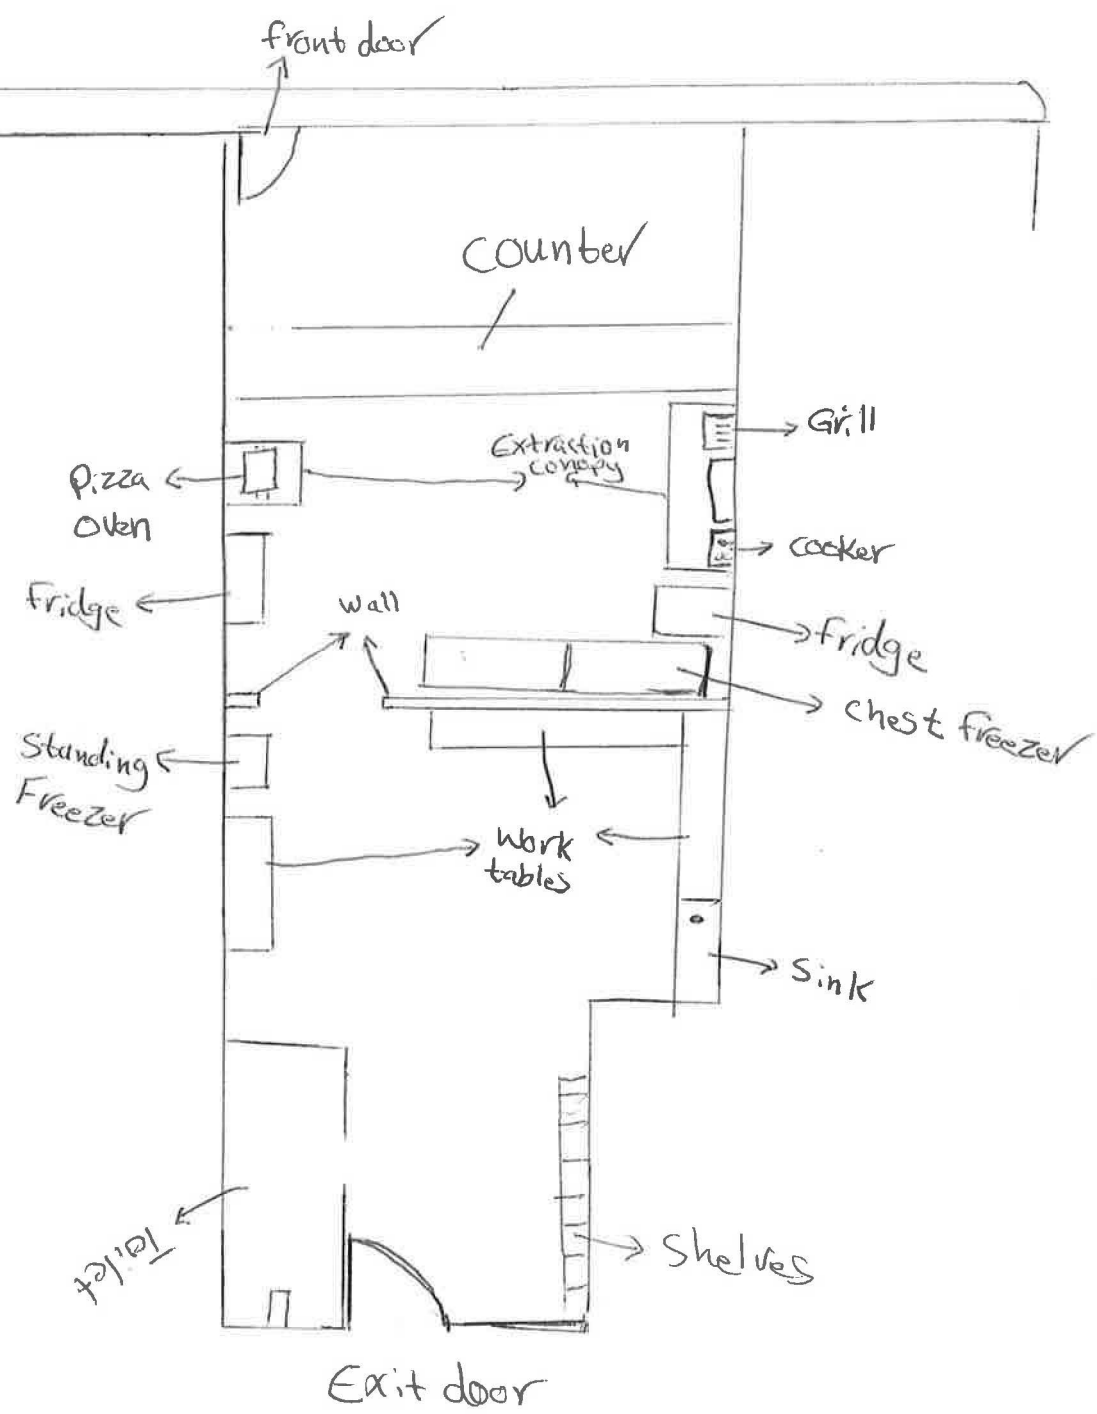 front door
Counter
Grill
Extraction
canopy
Pizza
oven
Cooker
Fridge
Wall
Fridge
Chest freezer
Standing
Freezer
Work
tables
Sink
Toilet
Shelves
Exit door